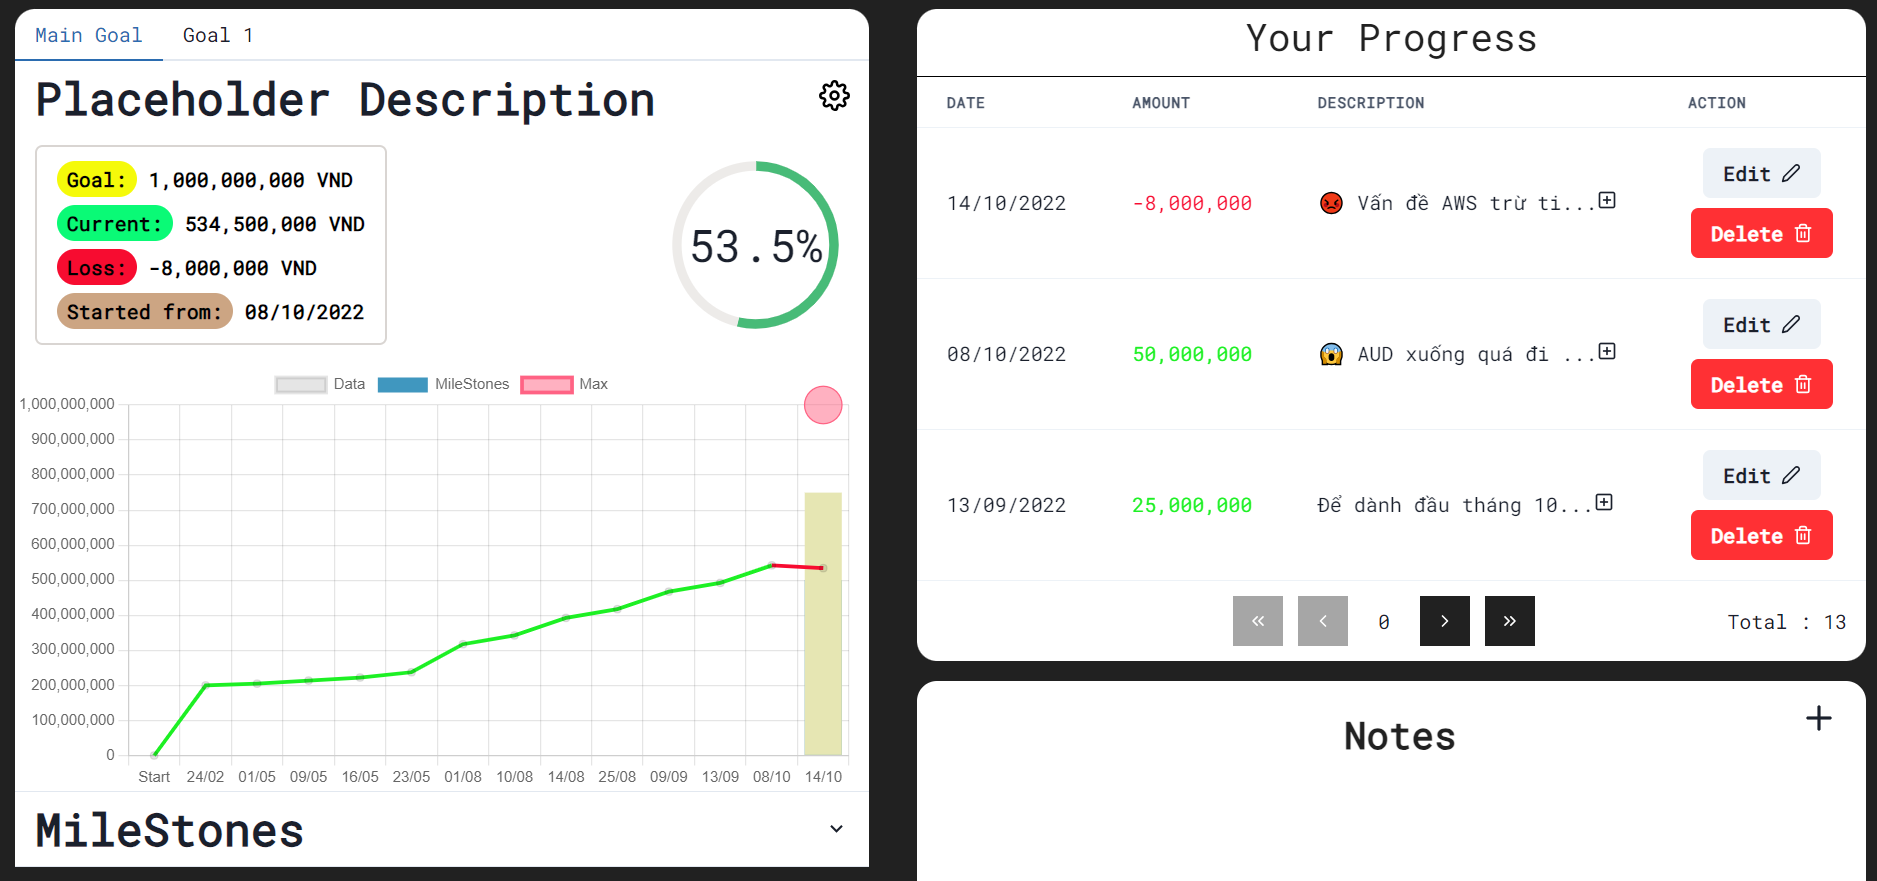 Main Goal Goal 1
Placeholder Description
Goal: 1,000,000,000 VND
Current: 534,500,000 VND
Loss: -8,000,000 VND
Started from: 08/10/2022
53.5%
Data MileStones Max
1,000,000,000
900,000,000
800,000,000
700,000,000
600,000,000
500,000,000
400,000,000
300,000,000
200,000,000
100,000,000
0
Start 24/02 01/05 09/05 16/05 23/05 01/08 10/08 14/08 25/08 09/09 13/09 08/10 14/10
MileStones
Your Progress
DATE AMOUNT DESCRIPTION ACTION
14/10/2022 -8,000,000 😡 Vấn đề AWS trừ ti...
Edit
Delete
08/10/2022 50,000,000 😱 AUD xuống quá đi ...
Edit
Delete
13/09/2022 25,000,000 Để dành đầu tháng 10...
Edit
Delete
« ‹ 0 › » Total : 13
Notes